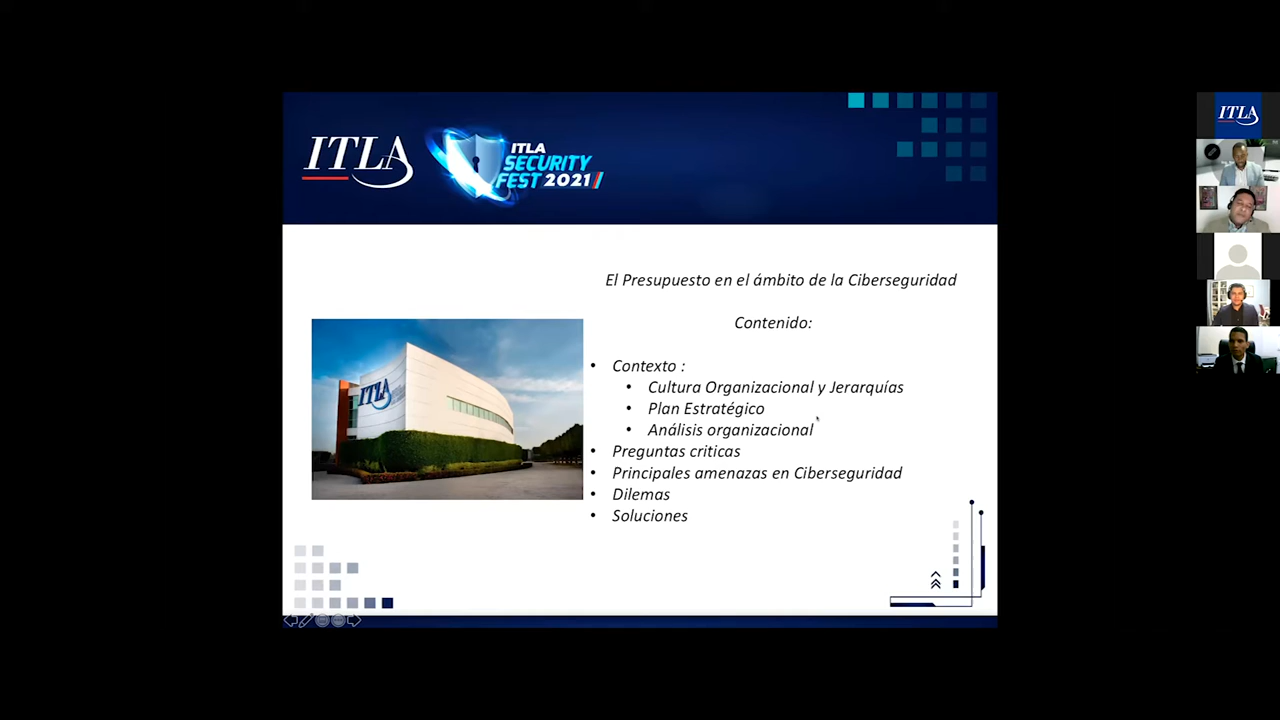 ITLA
ITLA
SECURITY
FEST 2021
El Presupuesto en el ámbito de la Ciberseguridad
Contenido:
• Contexto :
• Cultura Organizacional y Jerarquías
• Plan Estratégico
• Análisis organizacional
• Preguntas criticas
• Principales amenazas en Ciberseguridad
• Dilemas
• Soluciones
ITLA
ITLA